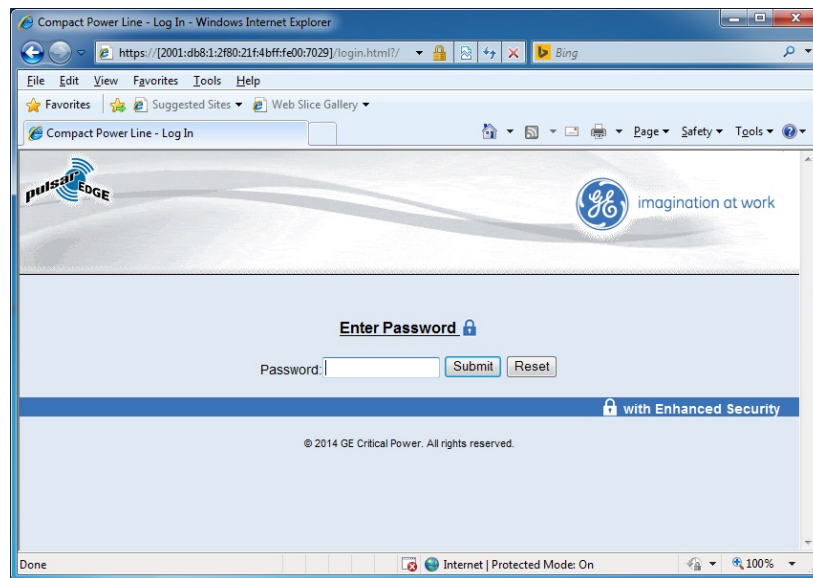 Compact Power Line - Log In - Windows Internet Explorer
https://[2001:db8:1:2f80:21f:4bff:fe00:7029]/login.html?/
Bing
File Edit View Favorites Tools Help
Favorites Suggested Sites Web Slice Gallery
Compact Power Line - Log In
Page Safety Tools
pulsar EDGE
GE imagination at work
Enter Password
Password: Submit Reset
with Enhanced Security
© 2014 GE Critical Power. All rights reserved.
Done Internet | Protected Mode: On 100%